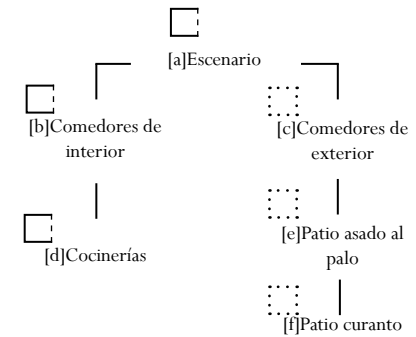 [a]Escenario
[b]Comedores de
interior
[c]Comedores de
exterior
[d]Cocinerías
[e]Patio asado al
palo
[f]Patio curanto